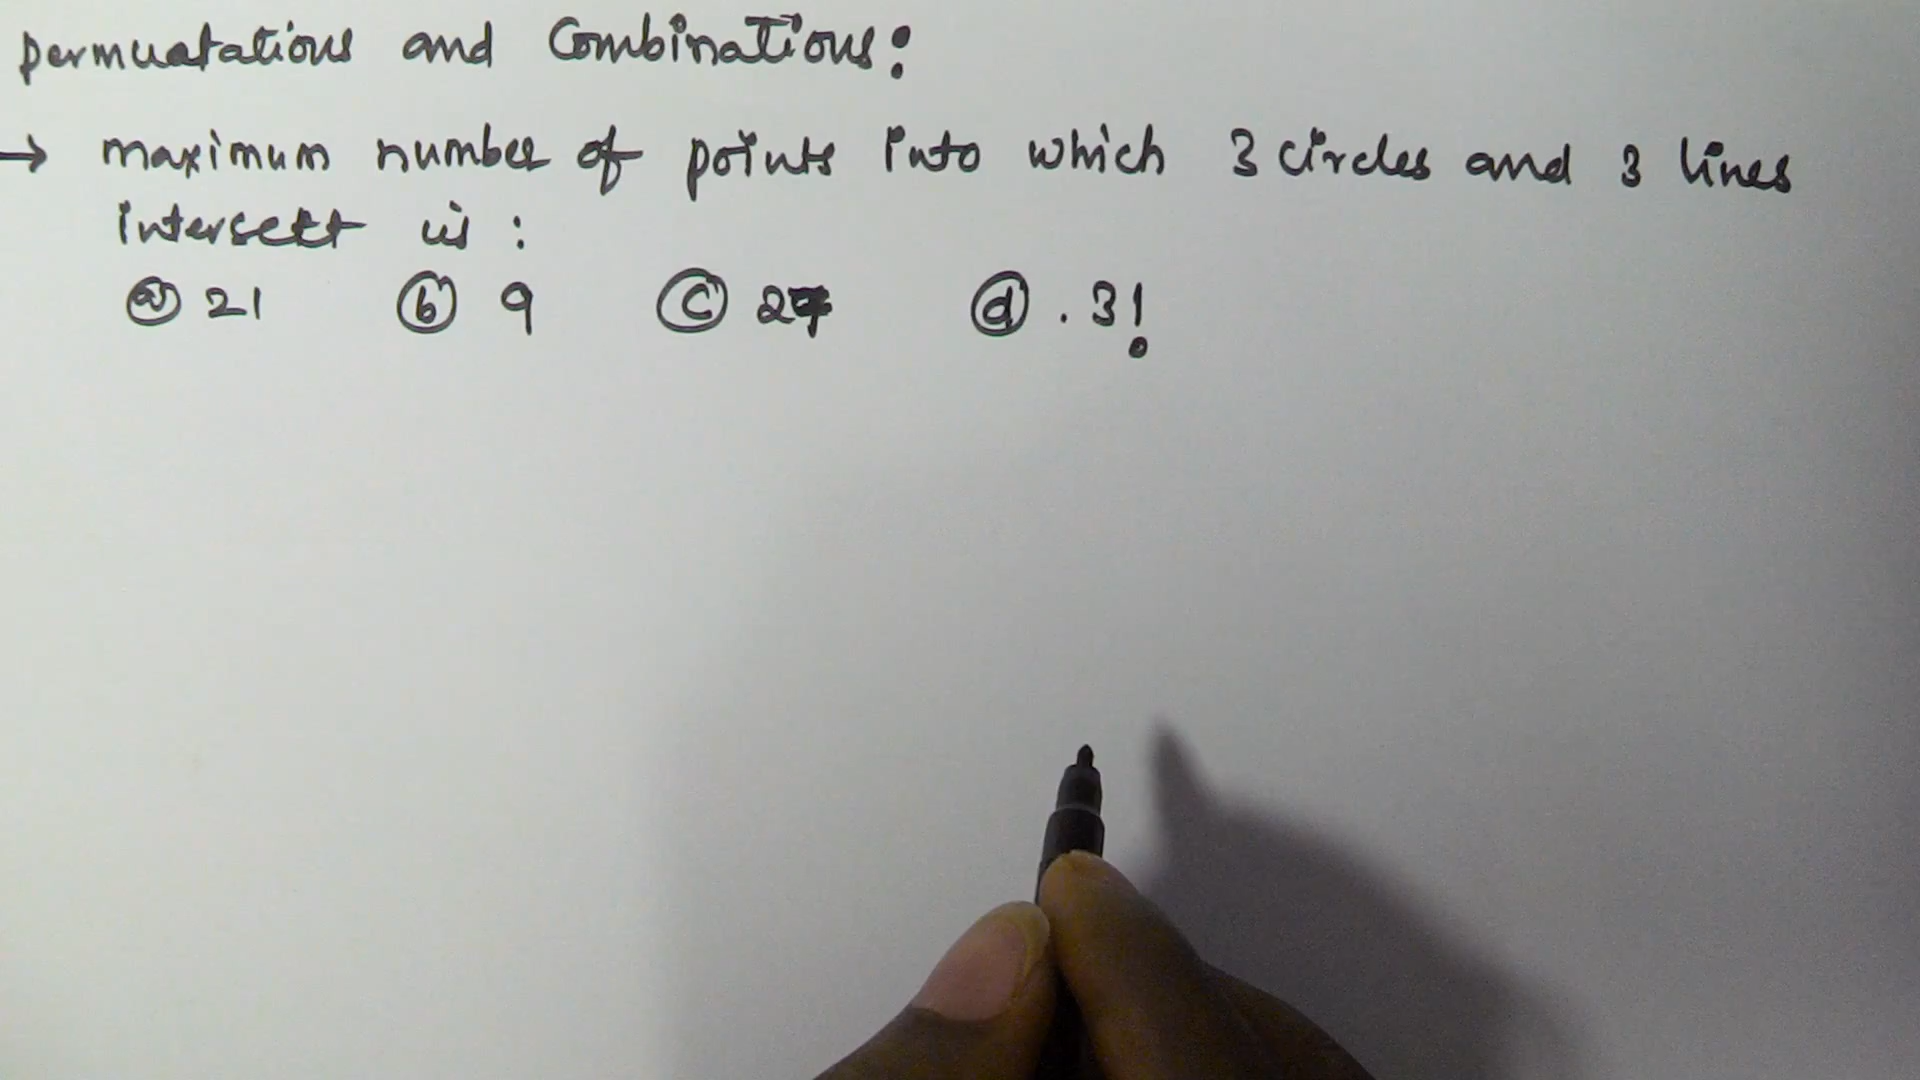 permuatations and Combinations:
→ maximum number of points into which 3 circles and 3 lines
intersect is :
ⓐ 21 ⓑ 9 ⓒ 27 ⓓ . 3!